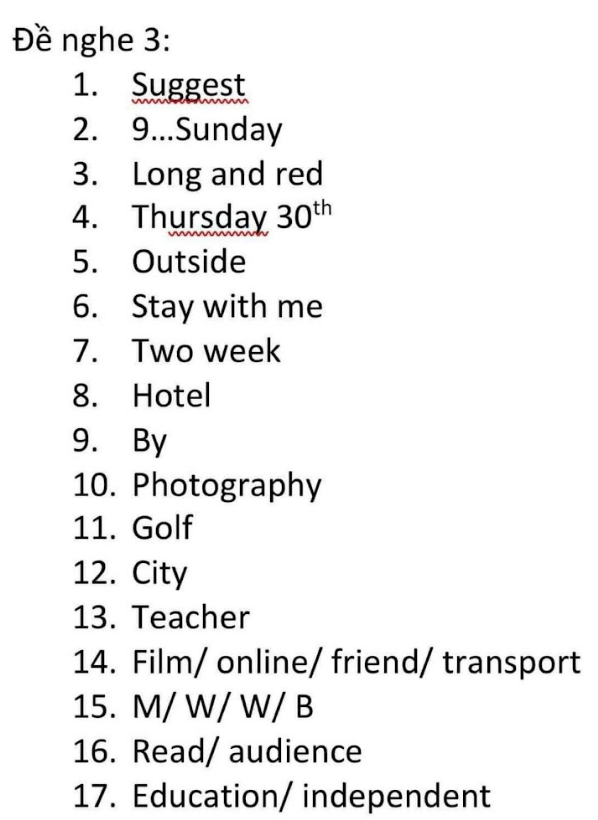 Đề nghe 3:
1. Suggest
2. 9...Sunday
3. Long and red
4. Thursday 30th
5. Outside
6. Stay with me
7. Two week
8. Hotel
9. By
10. Photography
11. Golf
12. City
13. Teacher
14. Film/ online/ friend/ transport
15. M/ W/ W/ B
16. Read/ audience
17. Education/ independent